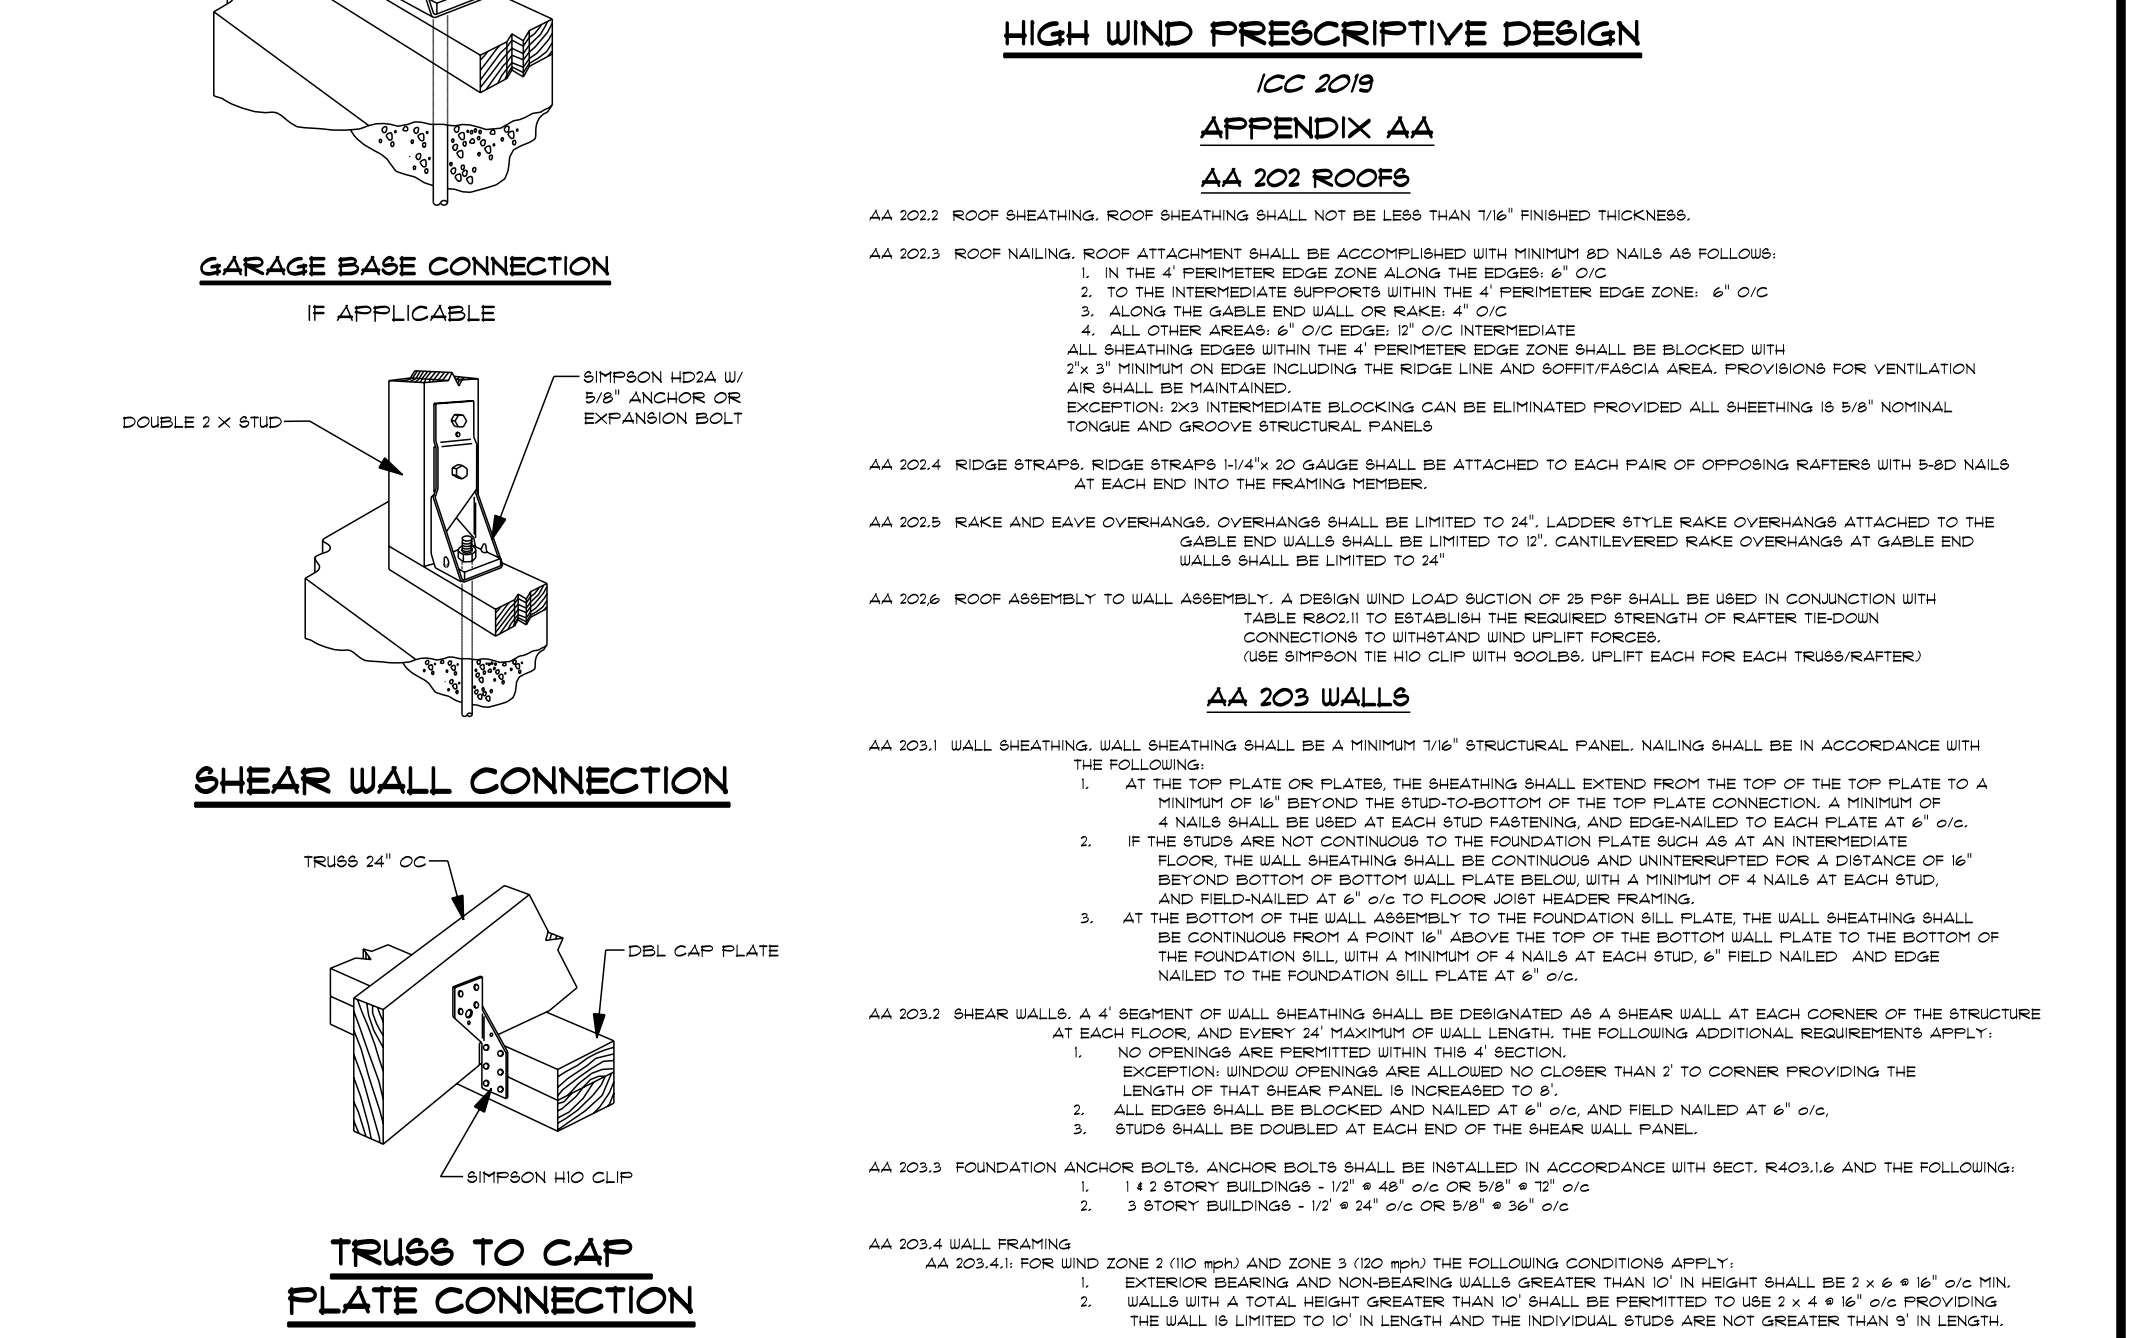 GARAGE BASE CONNECTION
IF APPLICABLE
DOUBLE 2 X STUD
SIMPSON HD2A W/
5/8" ANCHOR OR
EXPANSION BOLT
SHEAR WALL CONNECTION
TRUSS 24" OC
DBL CAP PLATE
SIMPSON H10 CLIP
TRUSS TO CAP
PLATE CONNECTION
HIGH WIND PRESCRIPTIVE DESIGN
ICC 2019
APPENDIX AA
AA 202 ROOFS
AA 202.2 ROOF SHEATHING. ROOF SHEATHING SHALL NOT BE LESS THAN 7/16" FINISHED THICKNESS.
AA 202.3 ROOF NAILING. ROOF ATTACHMENT SHALL BE ACCOMPLISHED WITH MINIMUM 8D NAILS AS FOLLOWS:
1. IN THE 4' PERIMETER EDGE ZONE ALONG THE EDGES: 6" O/C
2. TO THE INTERMEDIATE SUPPORTS WITHIN THE 4' PERIMETER EDGE ZONE: 6" O/C
3. ALONG THE GABLE END WALL OR RAKE: 4" O/C
4. ALL OTHER AREAS: 6" O/C EDGE; 12" O/C INTERMEDIATE
ALL SHEATHING EDGES WITHIN THE 4' PERIMETER EDGE ZONE SHALL BE BLOCKED WITH
2"x 3" MINIMUM ON EDGE INCLUDING THE RIDGE LINE AND SOFFIT/FASCIA AREA. PROVISIONS FOR VENTILATION
AIR SHALL BE MAINTAINED.
EXCEPTION: 2X3 INTERMEDIATE BLOCKING CAN BE ELIMINATED PROVIDED ALL SHEETHING IS 5/8" NOMINAL
TONGUE AND GROOVE STRUCTURAL PANELS
AA 202.4 RIDGE STRAPS. RIDGE STRAPS 1-1/4"x 20 GAUGE SHALL BE ATTACHED TO EACH PAIR OF OPPOSING RAFTERS WITH 5-8D NAILS
AT EACH END INTO THE FRAMING MEMBER.
AA 202.5 RAKE AND EAVE OVERHANGS. OVERHANGS SHALL BE LIMITED TO 24". LADDER STYLE RAKE OVERHANGS ATTACHED TO THE
GABLE END WALLS SHALL BE LIMITED TO 12". CANTILEVERED RAKE OVERHANGS AT GABLE END
WALLS SHALL BE LIMITED TO 24"
AA 202,6 ROOF ASSEMBLY TO WALL ASSEMBLY. A DESIGN WIND LOAD SUCTION OF 25 PSF SHALL BE USED IN CONJUNCTION WITH
TABLE R802.11 TO ESTABLISH THE REQUIRED STRENGTH OF RAFTER TIE-DOWN
CONNECTIONS TO WITHSTAND WIND UPLIFT FORCES.
(USE SIMPSON TIE H10 CLIP WITH 900LBS. UPLIFT EACH FOR EACH TRUSS/RAFTER)
AA 203 WALLS
AA 203.1 WALL SHEATHING. WALL SHEATHING SHALL BE A MINIMUM 7/16" STRUCTURAL PANEL. NAILING SHALL BE IN ACCORDANCE WITH
THE FOLLOWING:
1. AT THE TOP PLATE OR PLATES, THE SHEATHING SHALL EXTEND FROM THE TOP OF THE TOP PLATE TO A
MINIMUM OF 16" BEYOND THE STUD-TO-BOTTOM OF THE TOP PLATE CONNECTION. A MINIMUM OF
4 NAILS SHALL BE USED AT EACH STUD FASTENING, AND EDGE-NAILED TO EACH PLATE AT 6" o/c.
2. IF THE STUDS ARE NOT CONTINUOUS TO THE FOUNDATION PLATE SUCH AS AT AN INTERMEDIATE
FLOOR, THE WALL SHEATHING SHALL BE CONTINUOUS AND UNINTERRUPTED FOR A DISTANCE OF 16"
BEYOND BOTTOM OF BOTTOM WALL PLATE BELOW, WITH A MINIMUM OF 4 NAILS AT EACH STUD,
AND FIELD-NAILED AT 6" o/c TO FLOOR JOIST HEADER FRAMING.
3. AT THE BOTTOM OF THE WALL ASSEMBLY TO THE FOUNDATION SILL PLATE, THE WALL SHEATHING SHALL
BE CONTINUOUS FROM A POINT 16" ABOVE THE TOP OF THE BOTTOM WALL PLATE TO THE BOTTOM OF
THE FOUNDATION SILL, WITH A MINIMUM OF 4 NAILS AT EACH STUD, 6" FIELD NAILED AND EDGE
NAILED TO THE FOUNDATION SILL PLATE AT 6" o/c.
AA 203.2 SHEAR WALLS. A 4' SEGMENT OF WALL SHEATHING SHALL BE DESIGNATED AS A SHEAR WALL AT EACH CORNER OF THE STRUCTURE
AT EACH FLOOR, AND EVERY 24' MAXIMUM OF WALL LENGTH. THE FOLLOWING ADDITIONAL REQUIREMENTS APPLY:
1. NO OPENINGS ARE PERMITTED WITHIN THIS 4' SECTION.
EXCEPTION: WINDOW OPENINGS ARE ALLOWED NO CLOSER THAN 2' TO CORNER PROVIDING THE
LENGTH OF THAT SHEAR PANEL IS INCREASED TO 8'.
2. ALL EDGES SHALL BE BLOCKED AND NAILED AT 6" o/c, AND FIELD NAILED AT 6" o/c,
3. STUDS SHALL BE DOUBLED AT EACH END OF THE SHEAR WALL PANEL.
AA 203.3 FOUNDATION ANCHOR BOLTS. ANCHOR BOLTS SHALL BE INSTALLED IN ACCORDANCE WITH SECT. R403.1.6 AND THE FOLLOWING:
1. 1 & 2 STORY BUILDINGS - 1/2" @ 48" o/c OR 5/8" @ 72" o/c
2. 3 STORY BUILDINGS - 1/2' @ 24" o/c OR 5/8" @ 36" o/c
AA 203.4 WALL FRAMING
AA 203.4.1: FOR WIND ZONE 2 (110 mph) AND ZONE 3 (120 mph) THE FOLLOWING CONDITIONS APPLY:
1. EXTERIOR BEARING AND NON-BEARING WALLS GREATER THAN 10' IN HEIGHT SHALL BE 2 x 6 @ 16" o/c MIN.
2. WALLS WITH A TOTAL HEIGHT GREATER THAN 10' SHALL BE PERMITTED TO USE 2 x 4 @ 16" o/c PROVIDING
THE WALL IS LIMITED TO 10' IN LENGTH AND THE INDIVIDUAL STUDS ARE NOT GREATER THAN 9' IN LENGTH.